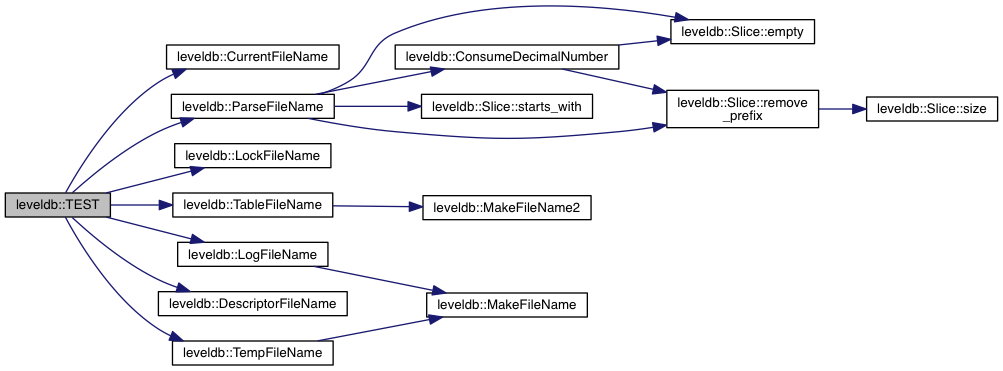 leveldb::TEST
leveldb::CurrentFileName
leveldb::ParseFileName
leveldb::LockFileName
leveldb::TableFileName
leveldb::LogFileName
leveldb::DescriptorFileName
leveldb::TempFileName
leveldb::ConsumeDecimalNumber
leveldb::Slice::starts_with
leveldb::MakeFileName2
leveldb::MakeFileName
leveldb::Slice::empty
leveldb::Slice::remove
_prefix
leveldb::Slice::size